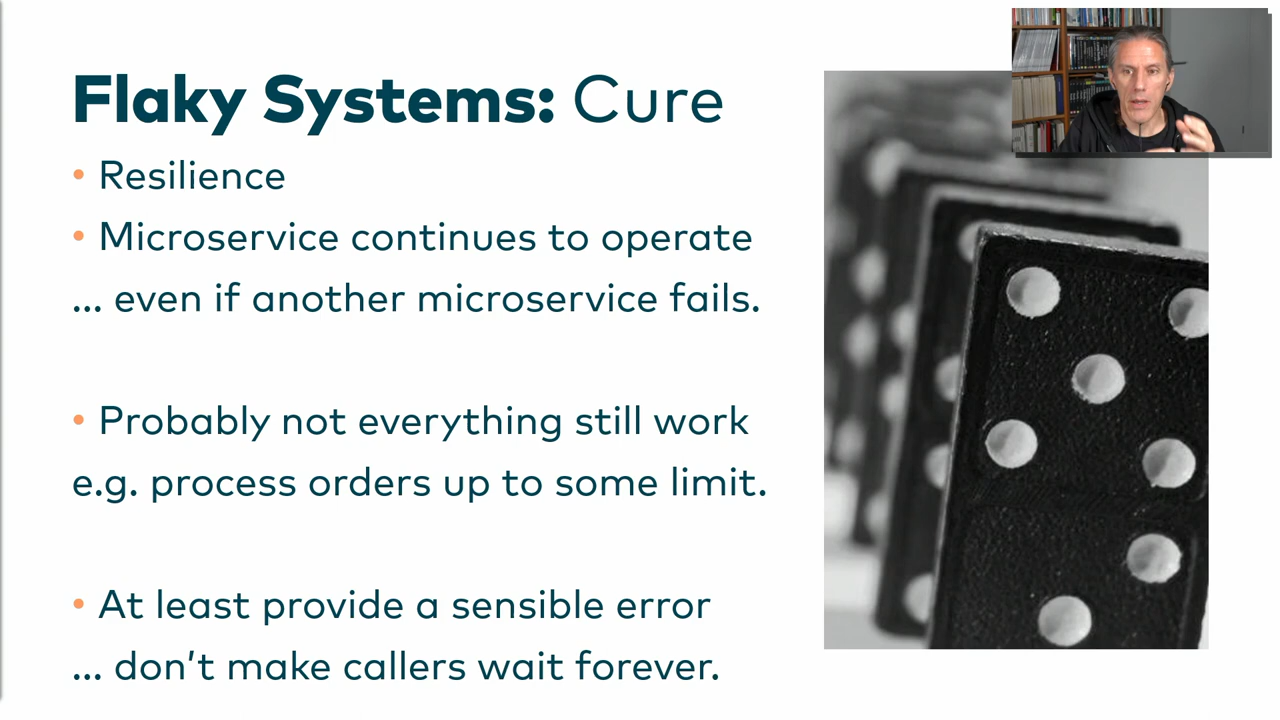 Flaky Systems: Cure
• Resilience
• Microservice continues to operate
... even if another microservice fails.
• Probably not everything still work
e.g. process orders up to some limit.
• At least provide a sensible error
... don't make callers wait forever.